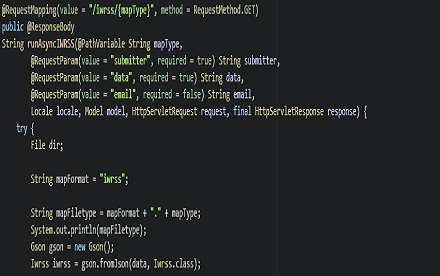 @RequestMapping(value = "/iwrss/{mapType}", method = RequestMethod.GET)
public @ResponseBody
String runAsyncIWRSS(@PathVariable String mapType,
@RequestParam(value = "submitter", required = true) String submitter,
@RequestParam(value = "data", required = true) String data,
@RequestParam(value = "email", required = false) String email,
Locale locale, Model model, HttpServletRequest request, final HttpServletResponse response) {
try {
File dir;
String mapFormat = "iwrss";
String mapFiletype = mapFormat + "." + mapType;
System.out.println(mapFiletype);
Gson gson = new Gson();
Iwrss iwrss = gson.fromJson(data, Iwrss.class);